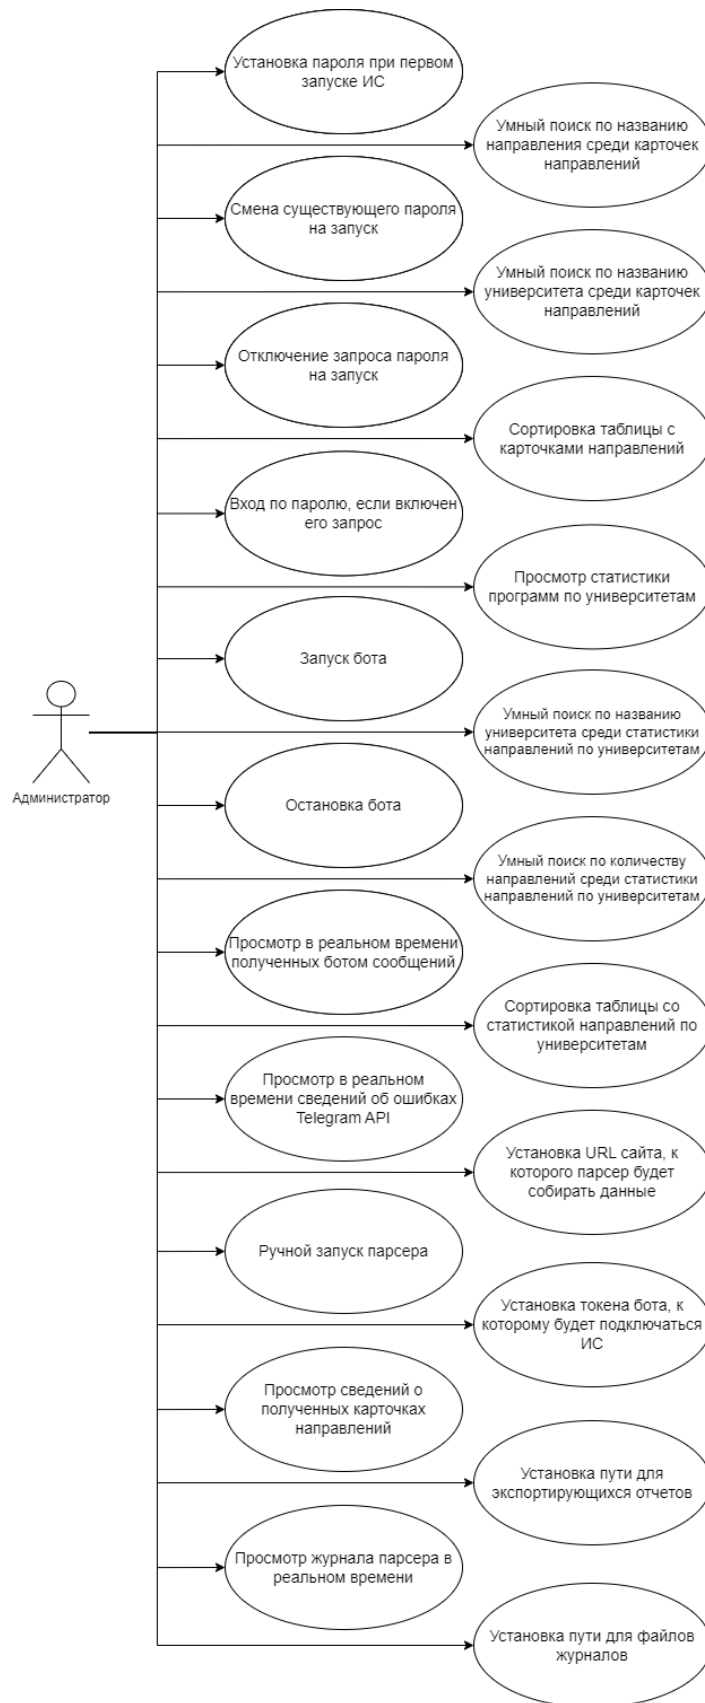 Установка пароля при первом
запуске ИС
Умный поиск по названию
направления среди карточек
направлений
Смена существующего пароля
на запуск
Умный поиск по названию
университета среди карточек
направлений
Отключение запроса пароля
на запуск
Сортировка таблицы с
карточками направлений
Вход по паролю, если включен
его запрос
Просмотр статистики
программ по университетам
Запуск бота
Умный поиск по названию
университета среди статистики
направлений по университетам
Администратор
Остановка бота
Умный поиск по количеству
направлений среди статистики
направлений по университетам
Просмотр в реальном времени
полученных ботом сообщений
Сортировка таблицы со
статистикой направлений по
университетам
Просмотр в реальном
времени сведений об ошибках
Telegram API
Установка URL сайта, к
которого парсер будет
собирать данные
Ручной запуск парсера
Установка токена бота, к
которому будет подключаться
ИС
Просмотр сведений о
полученных карточках
направлений
Установка пути для
экспортирующихся отчетов
Просмотр журнала парсера в
реальном времени
Установка пути для файлов
журналов